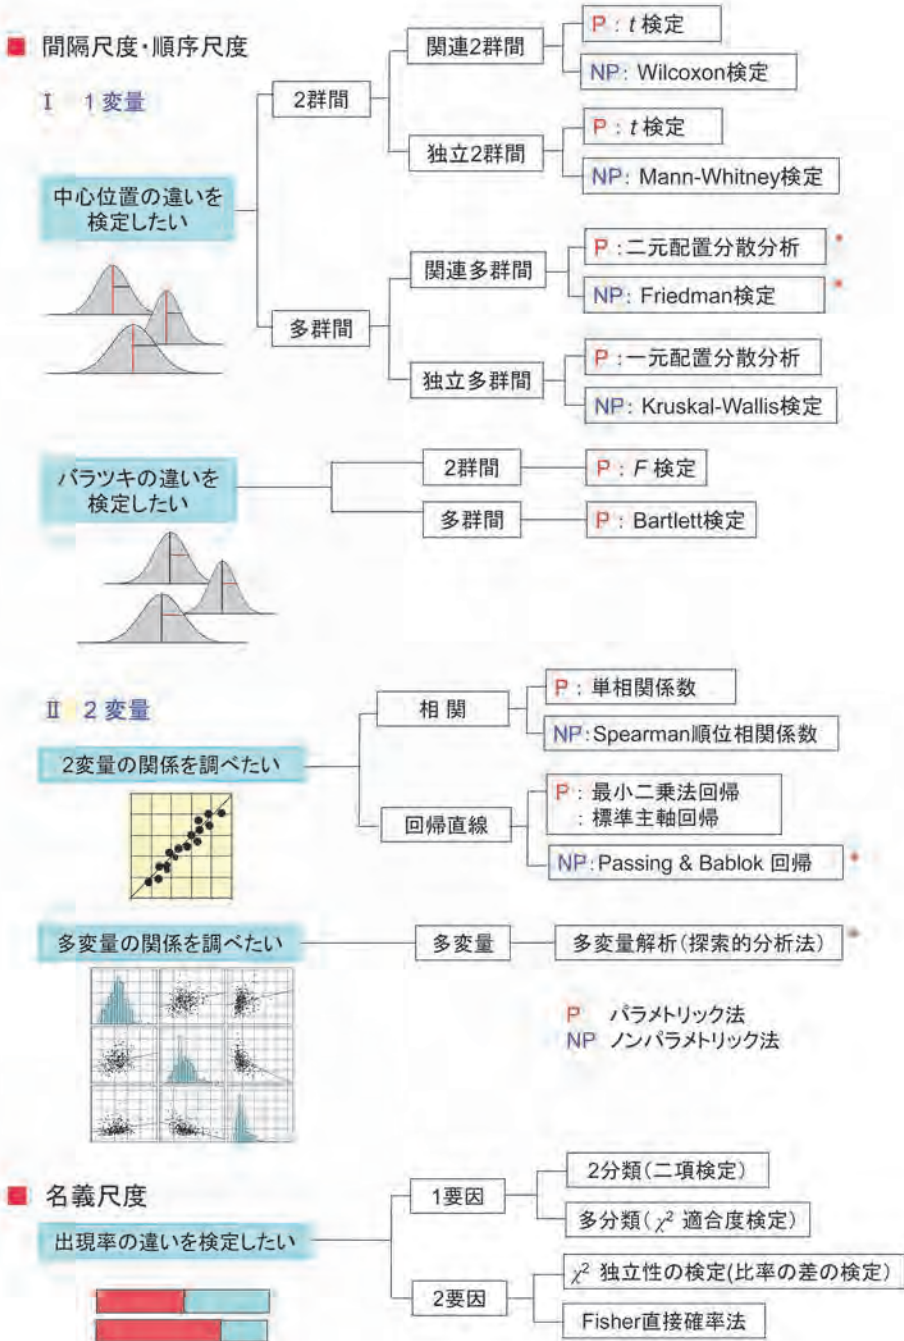 ■ 間隔尺度・順序尺度
Ⅰ 1変量
中心位置の違いを
検定したい
2群間
関連2群間
P : t 検定
NP: Wilcoxon検定
独立2群間
P : t 検定
NP: Mann-Whitney検定
多群間
関連多群間
P : 二元配置分散分析 *
NP: Friedman検定 *
独立多群間
P : 一元配置分散分析
NP: Kruskal-Wallis検定
バラツキの違いを
検定したい
2群間
P : F 検定
多群間
P : Bartlett検定
Ⅱ 2変量
2変量の関係を調べたい
相 関
P : 単相関係数
NP:Spearman順位相関係数
回帰直線
P : 最小二乗法回帰
: 標準主軸回帰
NP:Passing & Bablok 回帰 *
多変量の関係を調べたい
多変量
多変量解析(探索的分析法) *
P パラメトリック法
NP ノンパラメトリック法
■ 名義尺度
出現率の違いを検定したい
1要因
2分類(二項検定)
多分類(χ² 適合度検定)
2要因
χ² 独立性の検定(比率の差の検定)
Fisher直接確率法